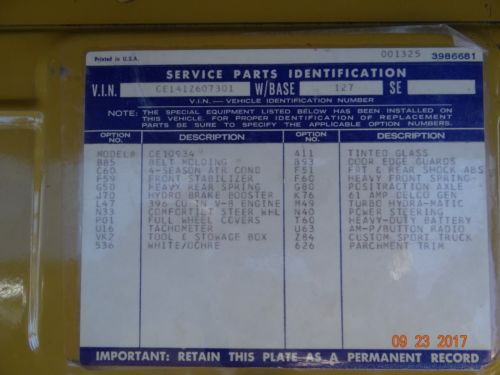 Printed in U.S.A.
001325 3986681
SERVICE PARTS IDENTIFICATION
V.I.N. CE141Z607301 W/BASE 127 SE
V.I.N. — VEHICLE IDENTIFICATION NUMBER
NOTE: THE SPECIAL EQUIPMENT LISTED BELOW HAS BEEN INSTALLED ON
THIS VEHICLE. FOR PROPER IDENTIFICATION OF REPLACEMENT
PARTS BE SURE TO SPECIFY THE APPLICABLE OPTION NUMBERS.
OPTION NO. DESCRIPTION OPTION NO. DESCRIPTION
MODEL# CE10934 A11 TINTED GLASS
B85 BELT MOLDING B93 DOOR EDGE GUARDS
C60 4-SEASON AIR COND F51 FRT & REAR SHOCK ABS
F59 FRONT STABILIZER F60 HEAVY FRONT SPRING-
G50 HEAVY REAR SPRING G80 POSITRACTION AXLE
J70 HYDRO BRAKE BOOSTER K76 61 AMP DELCO GEN
L47 396 CU IN V-8 ENGINE M49 TURBO HYDRA-MATIC
N33 COMFORTILT STEER WHL N40 POWER STEERING
P01 FULL WHEEL COVERS T60 HEAVY-DUTY BATTERY
U16 TACHOMETER U63 AM-P/BUTTON RADIO
VK2 TOOL & STOWAGE BOX Z84 CUSTOM SPORT TRUCK
536 WHITE/OCHRE 626 PARCHMENT TRIM
09 23 2017
IMPORTANT: RETAIN THIS PLATE AS A PERMANENT RECORD